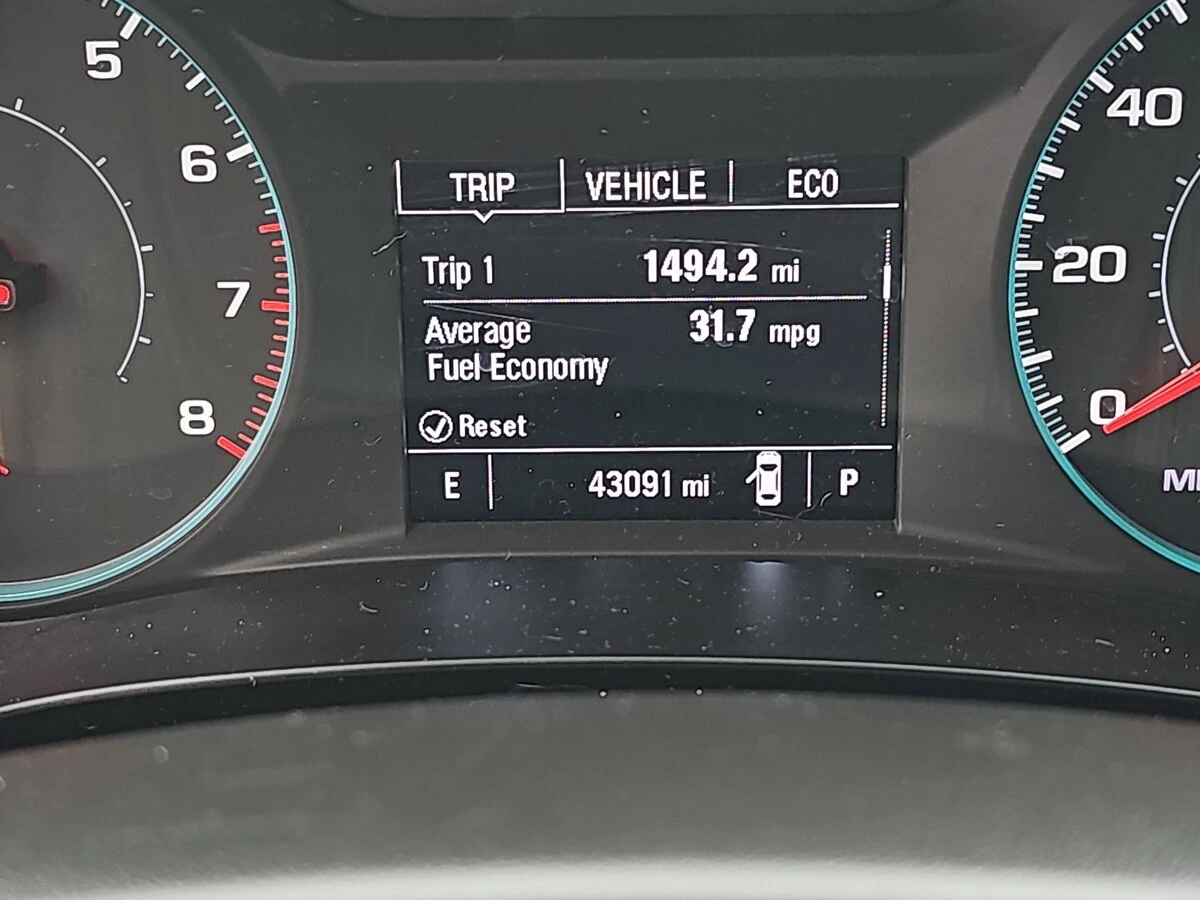 5
6
7
8
TRIP VEHICLE ECO
Trip 1 1494.2 mi
Average 31.7 mpg
Fuel Economy
Reset
E 43091 mi P
40
20
0